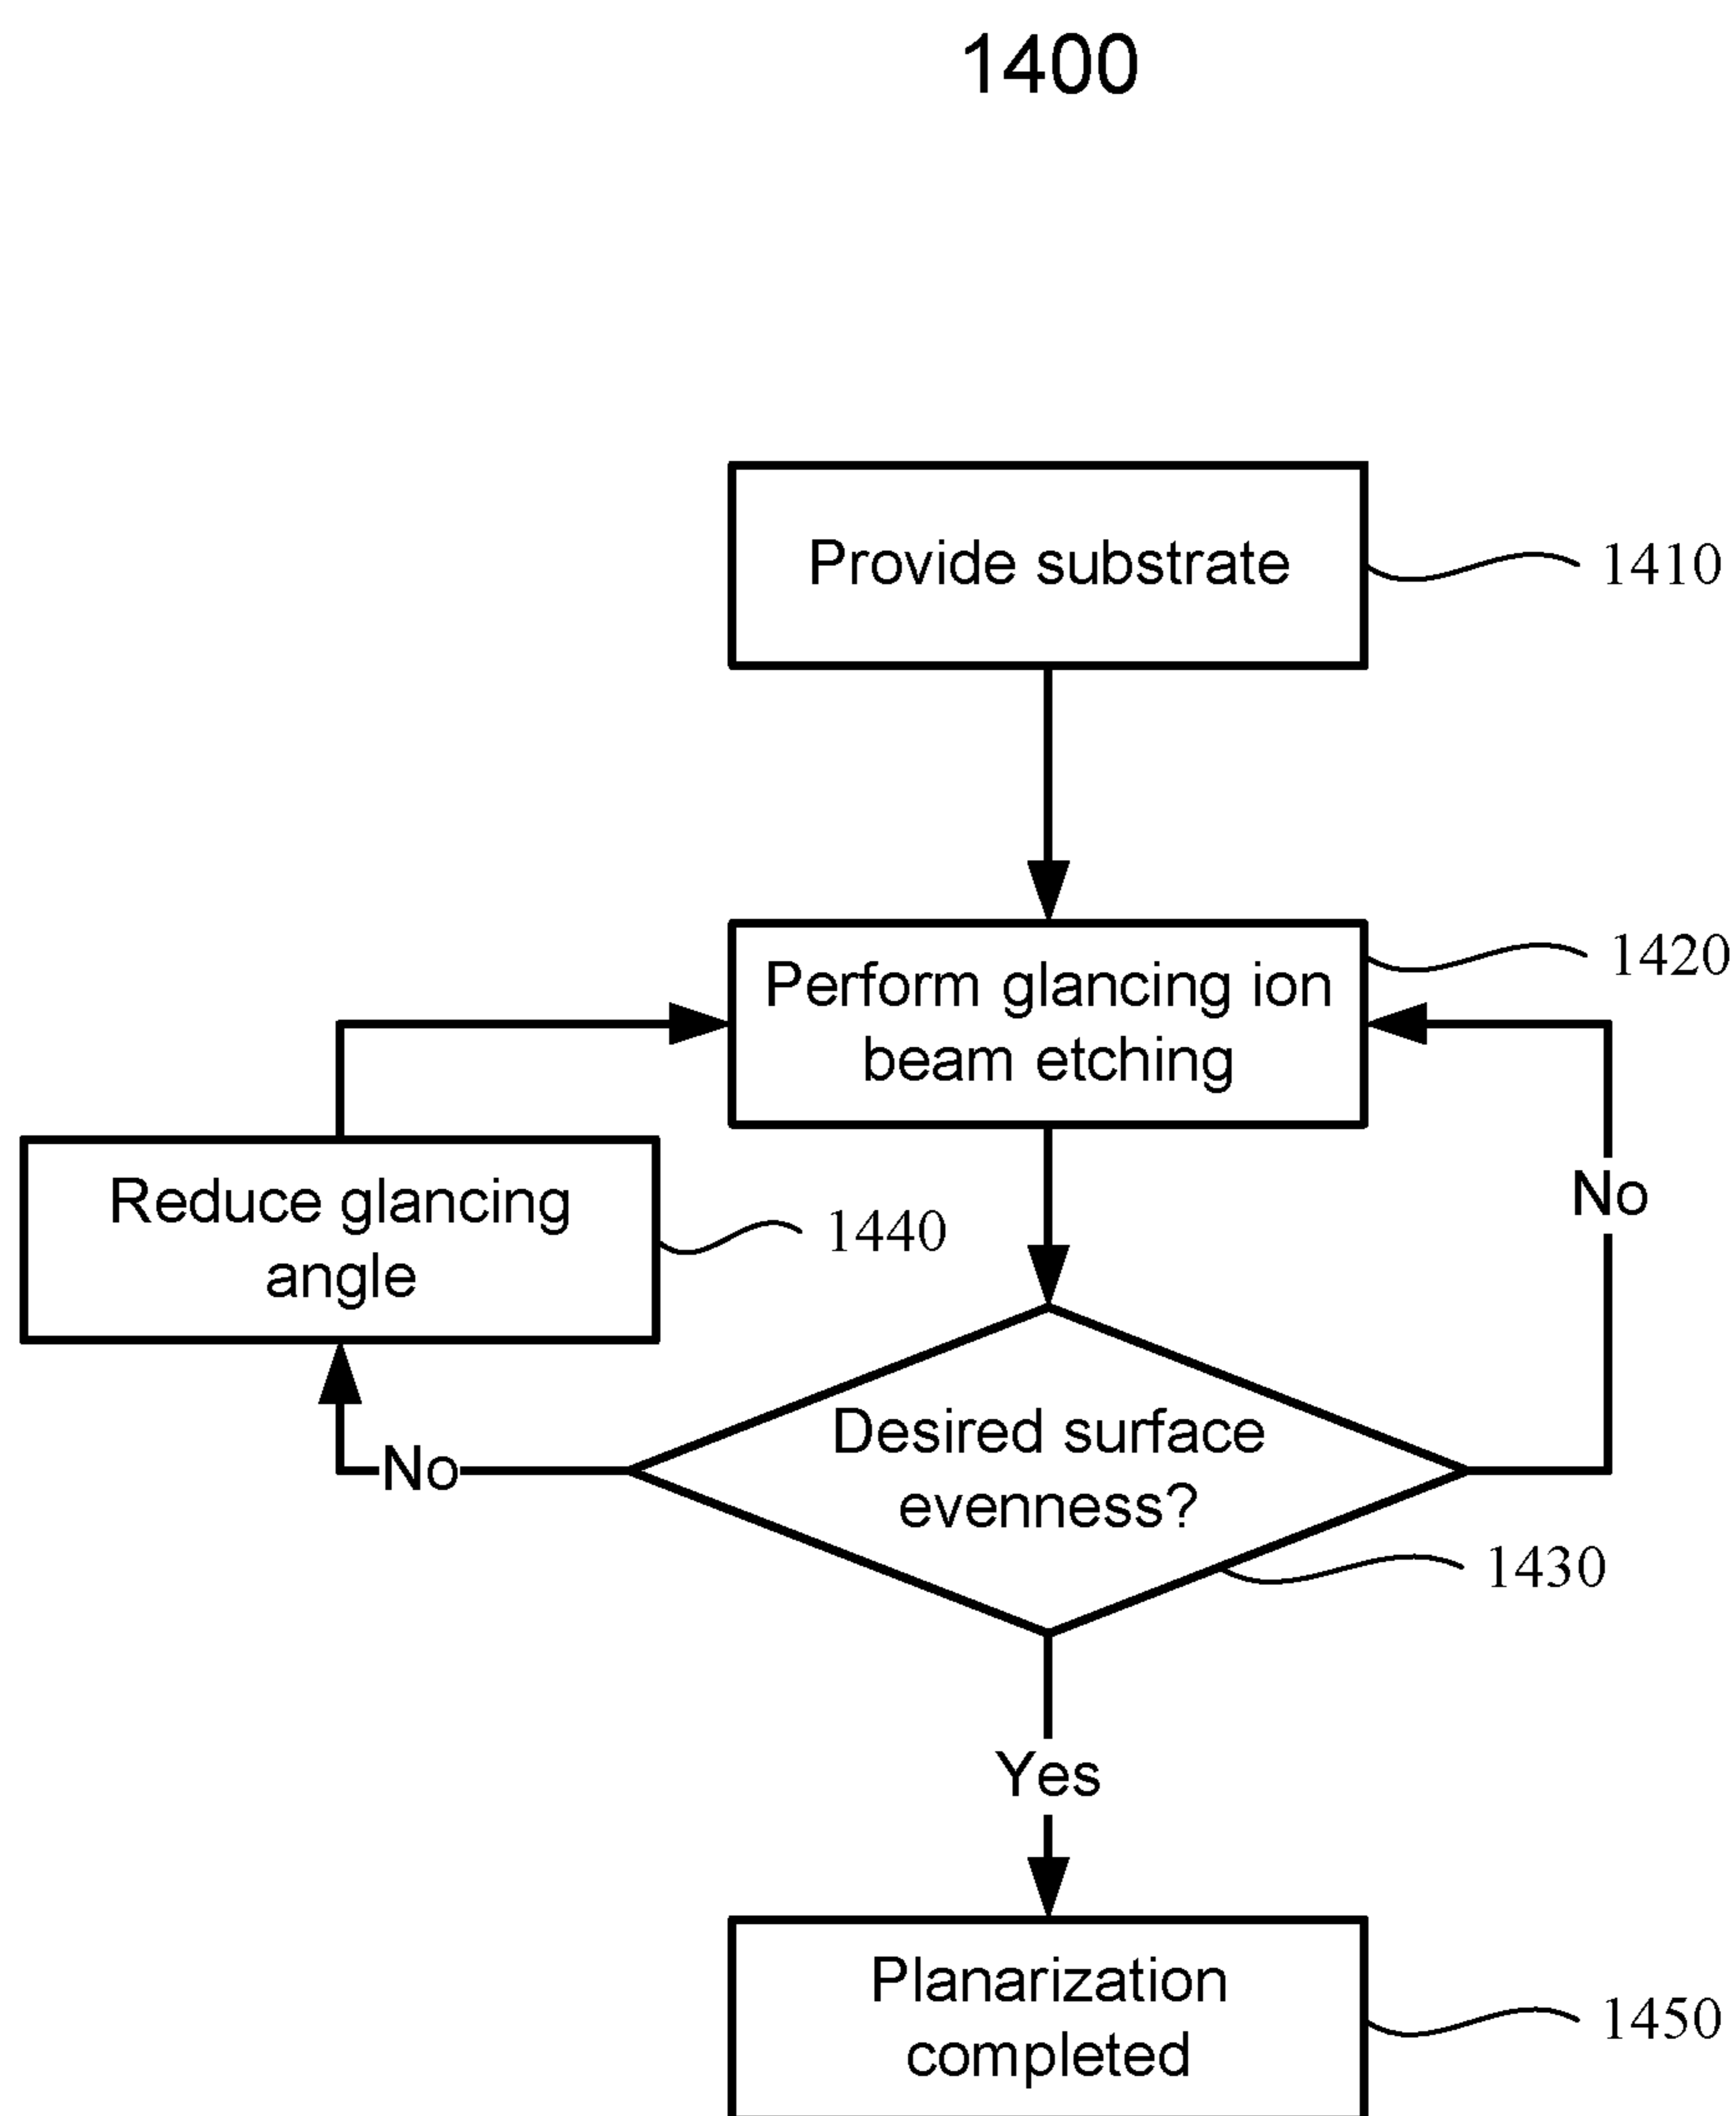 1400
Provide substrate
1410
Perform glancing ion
beam etching
1420
Reduce glancing
angle
1440
No
Desired surface
evenness?
No
1430
Yes
Planarization
completed
1450